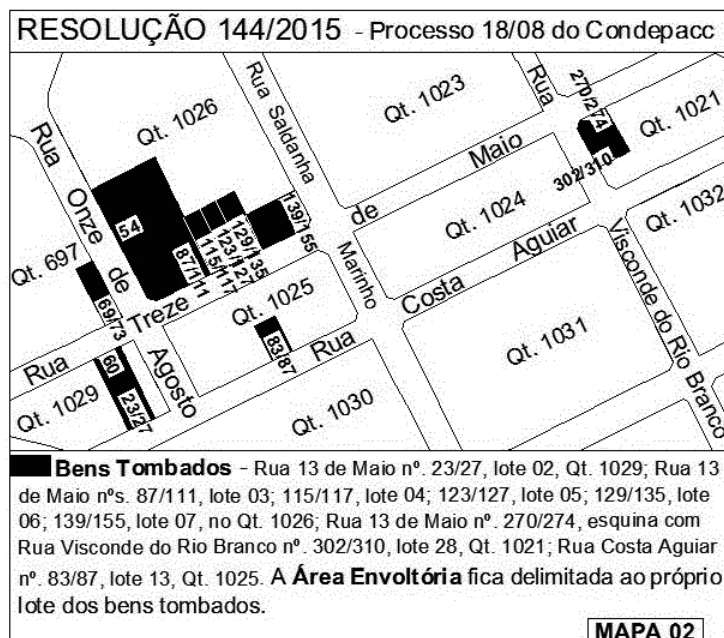 RESOLUÇÃO 144/2015 - Processo 18/08 do Condepacc
Rua Saldanha
Marinho
Qt. 1023
Rua
270/274
Qt. 1021
Rua Onze de
Agosto
Qt. 1026
Maio
302/310
54
de
Qt. 1024
Qt. 1032
139/155
129/135
123/127
115/117
87/111
Aguiar
Visconde do Rio Branco
Qt. 697
69/73
Treze
Qt. 1025
Costa
Rua
Qt. 1031
83/87
Rua
60
23/27
Qt. 1029
Qt. 1030
Bens Tombados - Rua 13 de Maio nº. 23/27, lote 02, Qt. 1029; Rua 13
de Maio nºs. 87/111, lote 03; 115/117, lote 04; 123/127, lote 05; 129/135, lote
06; 139/155, lote 07, no Qt. 1026; Rua 13 de Maio nº. 270/274, esquina com
Rua Visconde do Rio Branco nº. 302/310, lote 28, Qt. 1021; Rua Costa Aguiar
nº. 83/87, lote 13, Qt. 1025. A Área Envoltória fica delimitada ao próprio
lote dos bens tombados.
MAPA 02